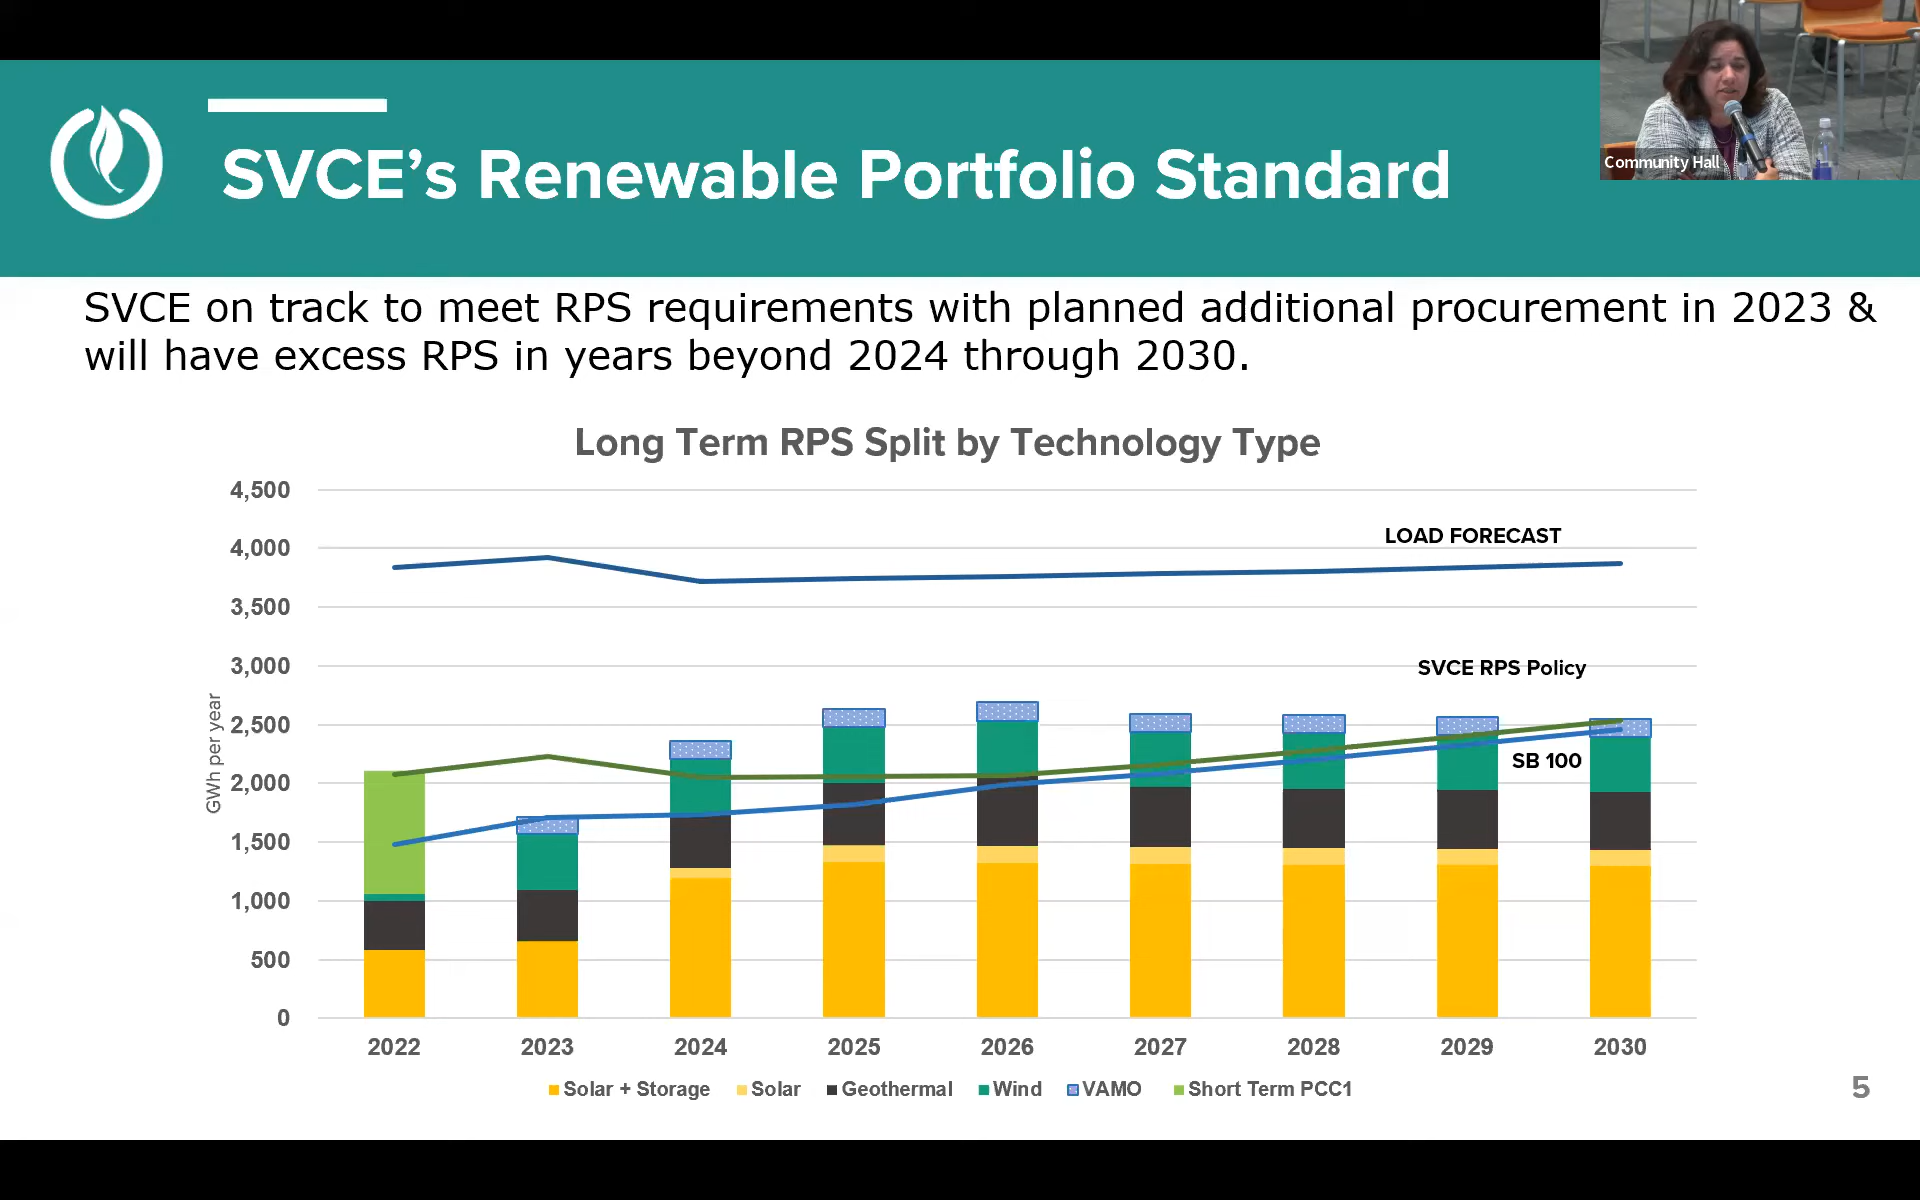 SVCE's Renewable Portfolio Standard
Community Hall
SVCE on track to meet RPS requirements with planned additional procurement in 2023 &
will have excess RPS in years beyond 2024 through 2030.
Long Term RPS Split by Technology Type
GWh per year
4,500
4,000
3,500
3,000
2,500
2,000
1,500
1,000
500
0
LOAD FORECAST
SVCE RPS Policy
SB 100
2022 2023 2024 2025 2026 2027 2028 2029 2030
Solar + Storage Solar Geothermal Wind VAMO Short Term PCC1
5